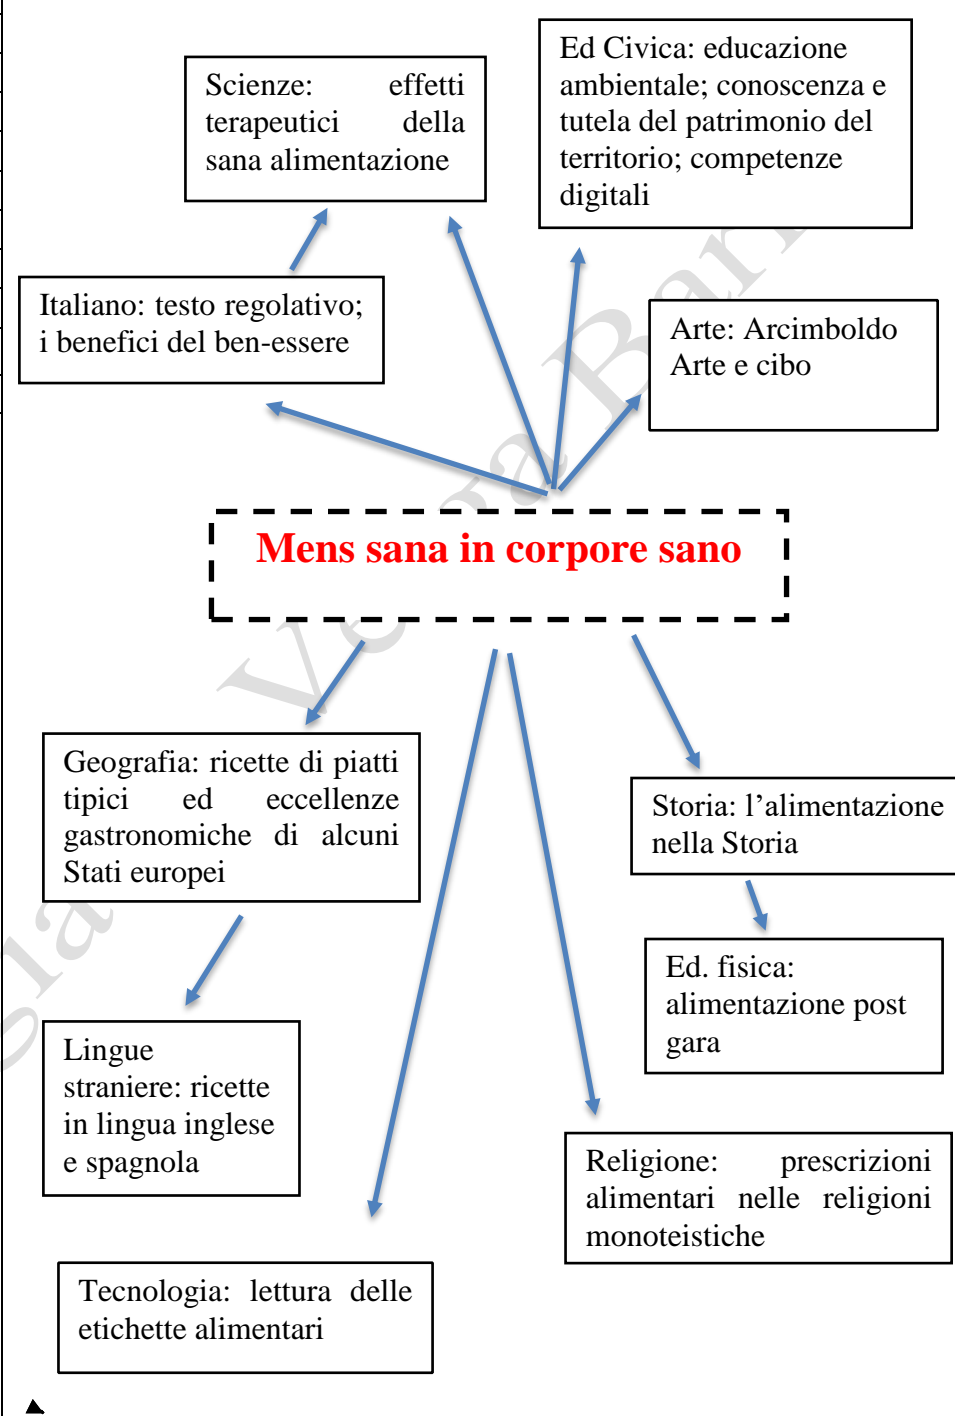 Ed Civica: educazione
ambientale; conoscenza e
tutela del patrimonio del
territorio; competenze
digitali
Scienze: effetti
terapeutici della
sana alimentazione
Italiano: testo regolativo;
i benefici del ben-essere
Arte: Arcimboldo
Arte e cibo
Mens sana in corpore sano
Geografia: ricette di piatti
tipici ed eccellenze
gastronomiche di alcuni
Stati europei
Storia: l’alimentazione
nella Storia
Ed. fisica:
alimentazione post
gara
Lingue
straniere: ricette
in lingua inglese
e spagnola
Religione: prescrizioni
alimentari nelle religioni
monoteistiche
Tecnologia: lettura delle
etichette alimentari